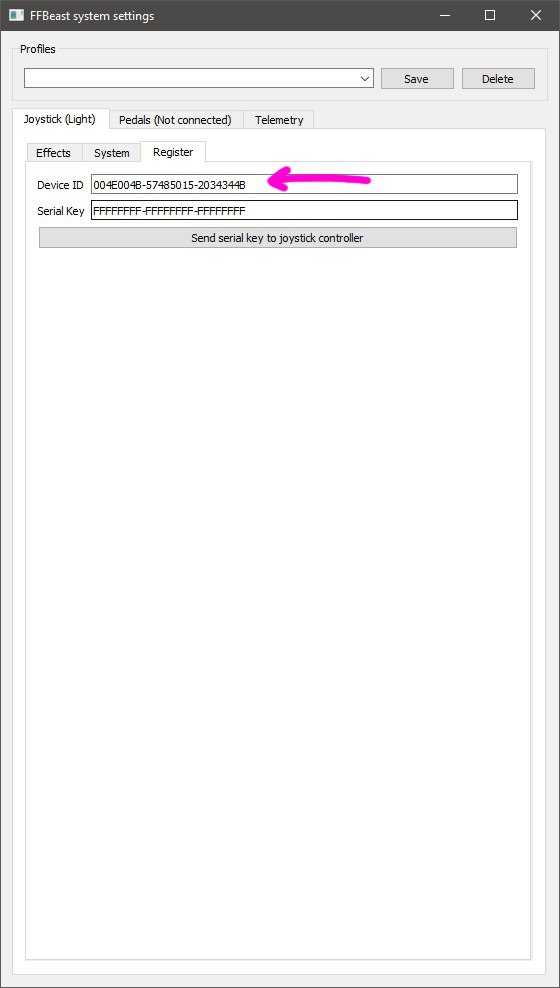 FFBeast system settings
Profiles
Save Delete
Joystick (Light) Pedals (Not connected) Telemetry
Effects System Register
Device ID 004E004B-57485015-2034344B
Serial Key FFFFFFFF-FFFFFFFF-FFFFFFFF
Send serial key to joystick controller